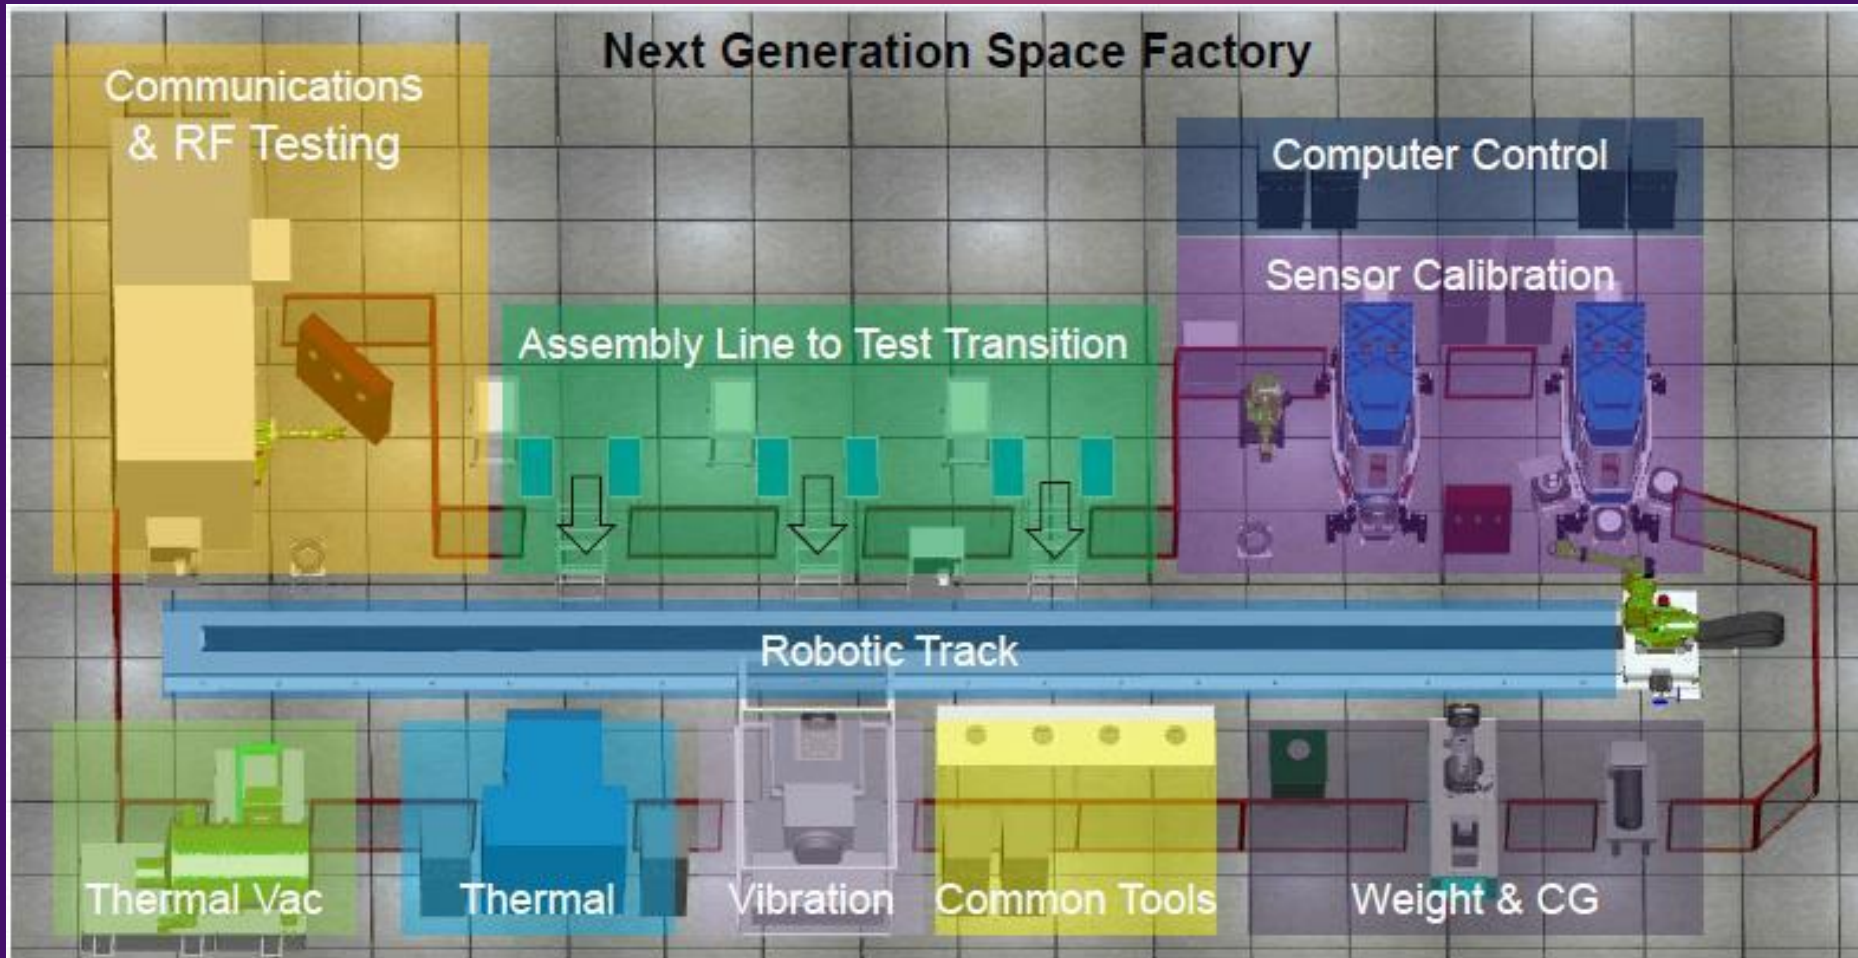 Next Generation Space Factory
Communications
& RF Testing
Computer Control
Sensor Calibration
Assembly Line to Test Transition
Robotic Track
Thermal Vac
Thermal
Vibration
Common Tools
Weight & CG